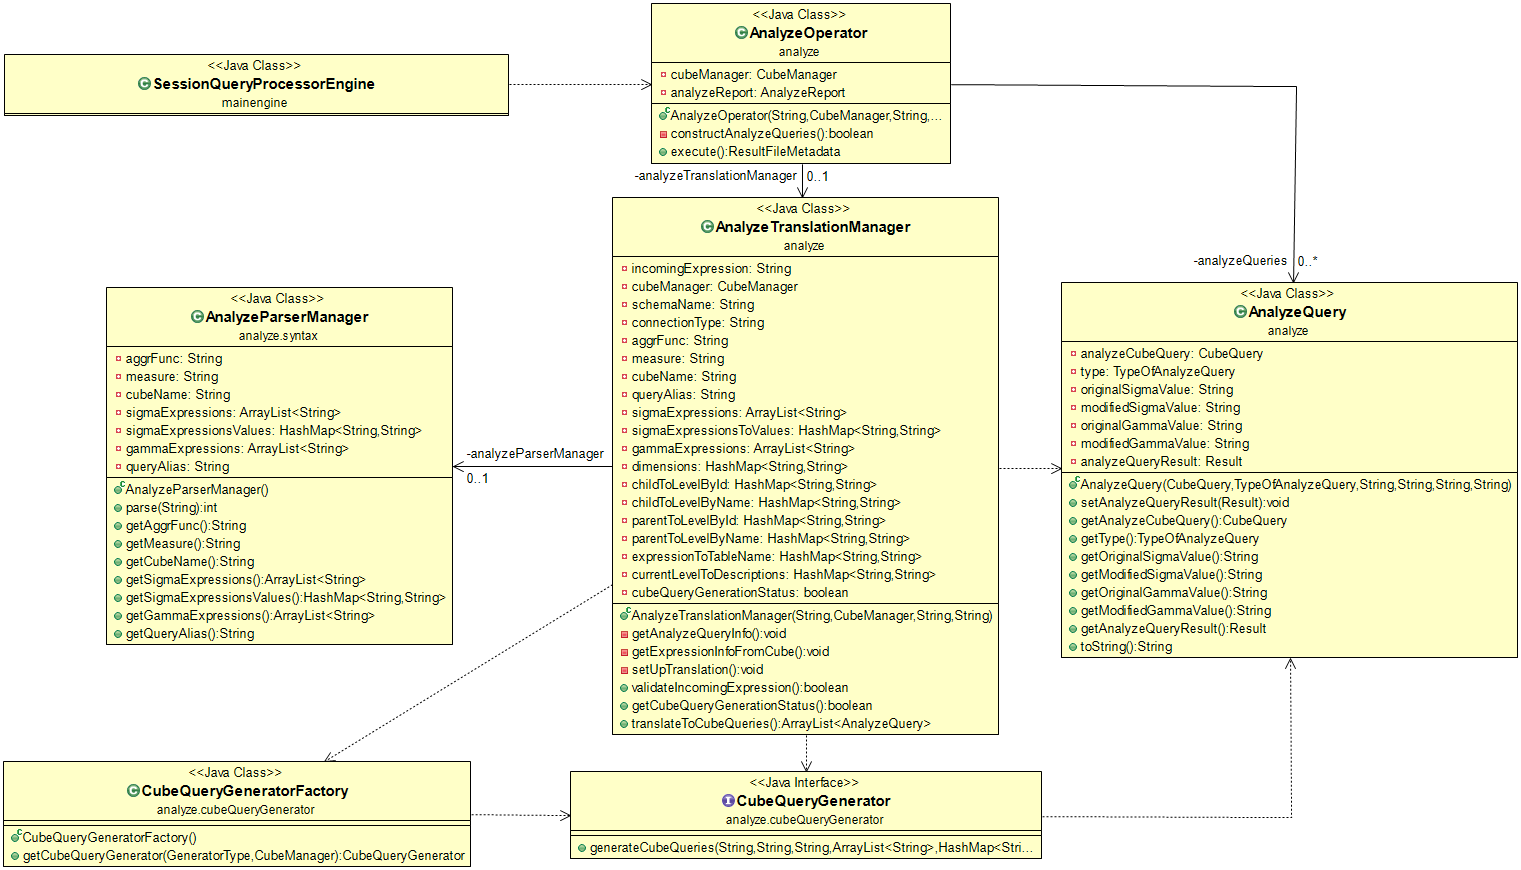 <<Java Class>>
SessionQueryProcessorEngine
mainengine
<<Java Class>>
AnalyzeOperator
analyze
cubeManager: CubeManager
analyzeReport: AnalyzeReport
AnalyzeOperator(String,CubeManager,String,...
constructAnalyzeQueries():boolean
execute():ResultFileMetadata
-analyzeTranslationManager 0..1
-analyzeQueries 0..*
<<Java Class>>
AnalyzeTranslationManager
analyze
incomingExpression: String
cubeManager: CubeManager
schemaName: String
connectionType: String
aggrFunc: String
measure: String
cubeName: String
queryAlias: String
sigmaExpressions: ArrayList<String>
sigmaExpressionsToValues: HashMap<String,String>
gammaExpressions: ArrayList<String>
dimensions: HashMap<String,String>
childToLevelById: HashMap<String,String>
childToLevelByName: HashMap<String,String>
parentToLevelById: HashMap<String,String>
parentToLevelByName: HashMap<String,String>
expressionToTableName: HashMap<String,String>
currentLevelToDescriptions: HashMap<String,String>
cubeQueryGenerationStatus: boolean
AnalyzeTranslationManager(String,CubeManager,String,String)
getAnalyzeQueryInfo():void
getExpressionInfoFromCube():void
setUpTranslation():void
validateIncomingExpression():boolean
getCubeQueryGenerationStatus():boolean
translateToCubeQueries():ArrayList<AnalyzeQuery>
<<Java Class>>
AnalyzeParserManager
analyze.syntax
aggrFunc: String
measure: String
cubeName: String
sigmaExpressions: ArrayList<String>
sigmaExpressionsValues: HashMap<String,String>
gammaExpressions: ArrayList<String>
queryAlias: String
AnalyzeParserManager()
parse(String):int
getAggrFunc():String
getMeasure():String
getCubeName():String
getSigmaExpressions():ArrayList<String>
getSigmaExpressionsValues():HashMap<String,String>
getGammaExpressions():ArrayList<String>
getQueryAlias():String
-analyzeParserManager
0..1
<<Java Class>>
AnalyzeQuery
analyze
analyzeCubeQuery: CubeQuery
type: TypeOfAnalyzeQuery
originalSigmaValue: String
modifiedSigmaValue: String
originalGammaValue: String
modifiedGammaValue: String
analyzeQueryResult: Result
AnalyzeQuery(CubeQuery,TypeOfAnalyzeQuery,String,String,String,String)
setAnalyzeQueryResult(Result):void
getAnalyzeCubeQuery():CubeQuery
getType():TypeOfAnalyzeQuery
getOriginalSigmaValue():String
getModifiedSigmaValue():String
getOriginalGammaValue():String
getModifiedGammaValue():String
getAnalyzeQueryResult():Result
toString():String
<<Java Class>>
CubeQueryGeneratorFactory
analyze.cubeQueryGenerator
CubeQueryGeneratorFactory()
getCubeQueryGenerator(GeneratorType,CubeManager):CubeQueryGenerator
<<Java Interface>>
CubeQueryGenerator
analyze.cubeQueryGenerator
generateCubeQueries(String,String,String,ArrayList<String>,HashMap<Stri...